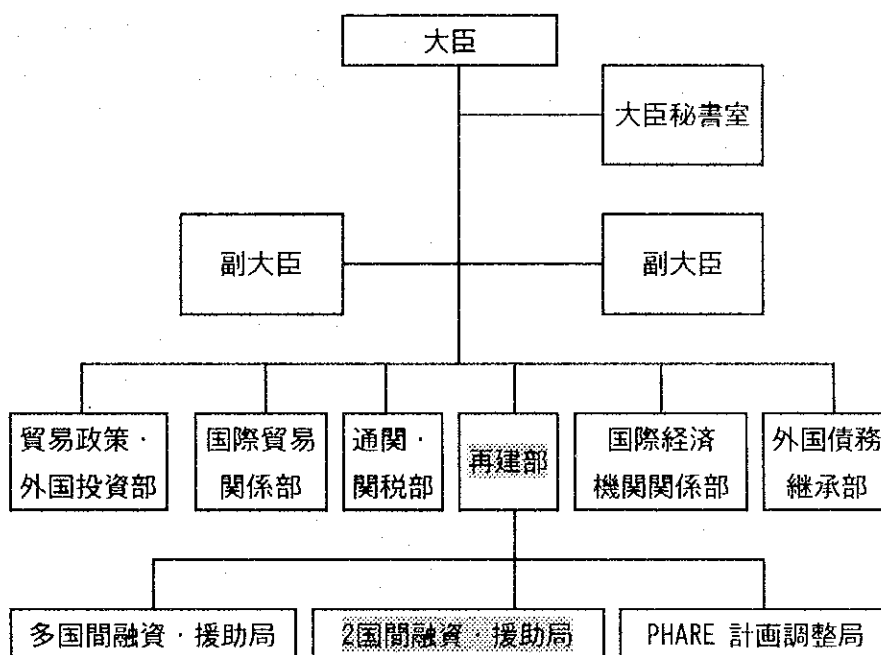 大臣
大臣秘書室
副大臣
副大臣
貿易政策・
外国投資部
国際貿易
関係部
通関・
関税部
再建部
国際経済
機関関係部
外国債務
継承部
多国間融資・援助局
2国間融資・援助局
PHARE 計画調整局